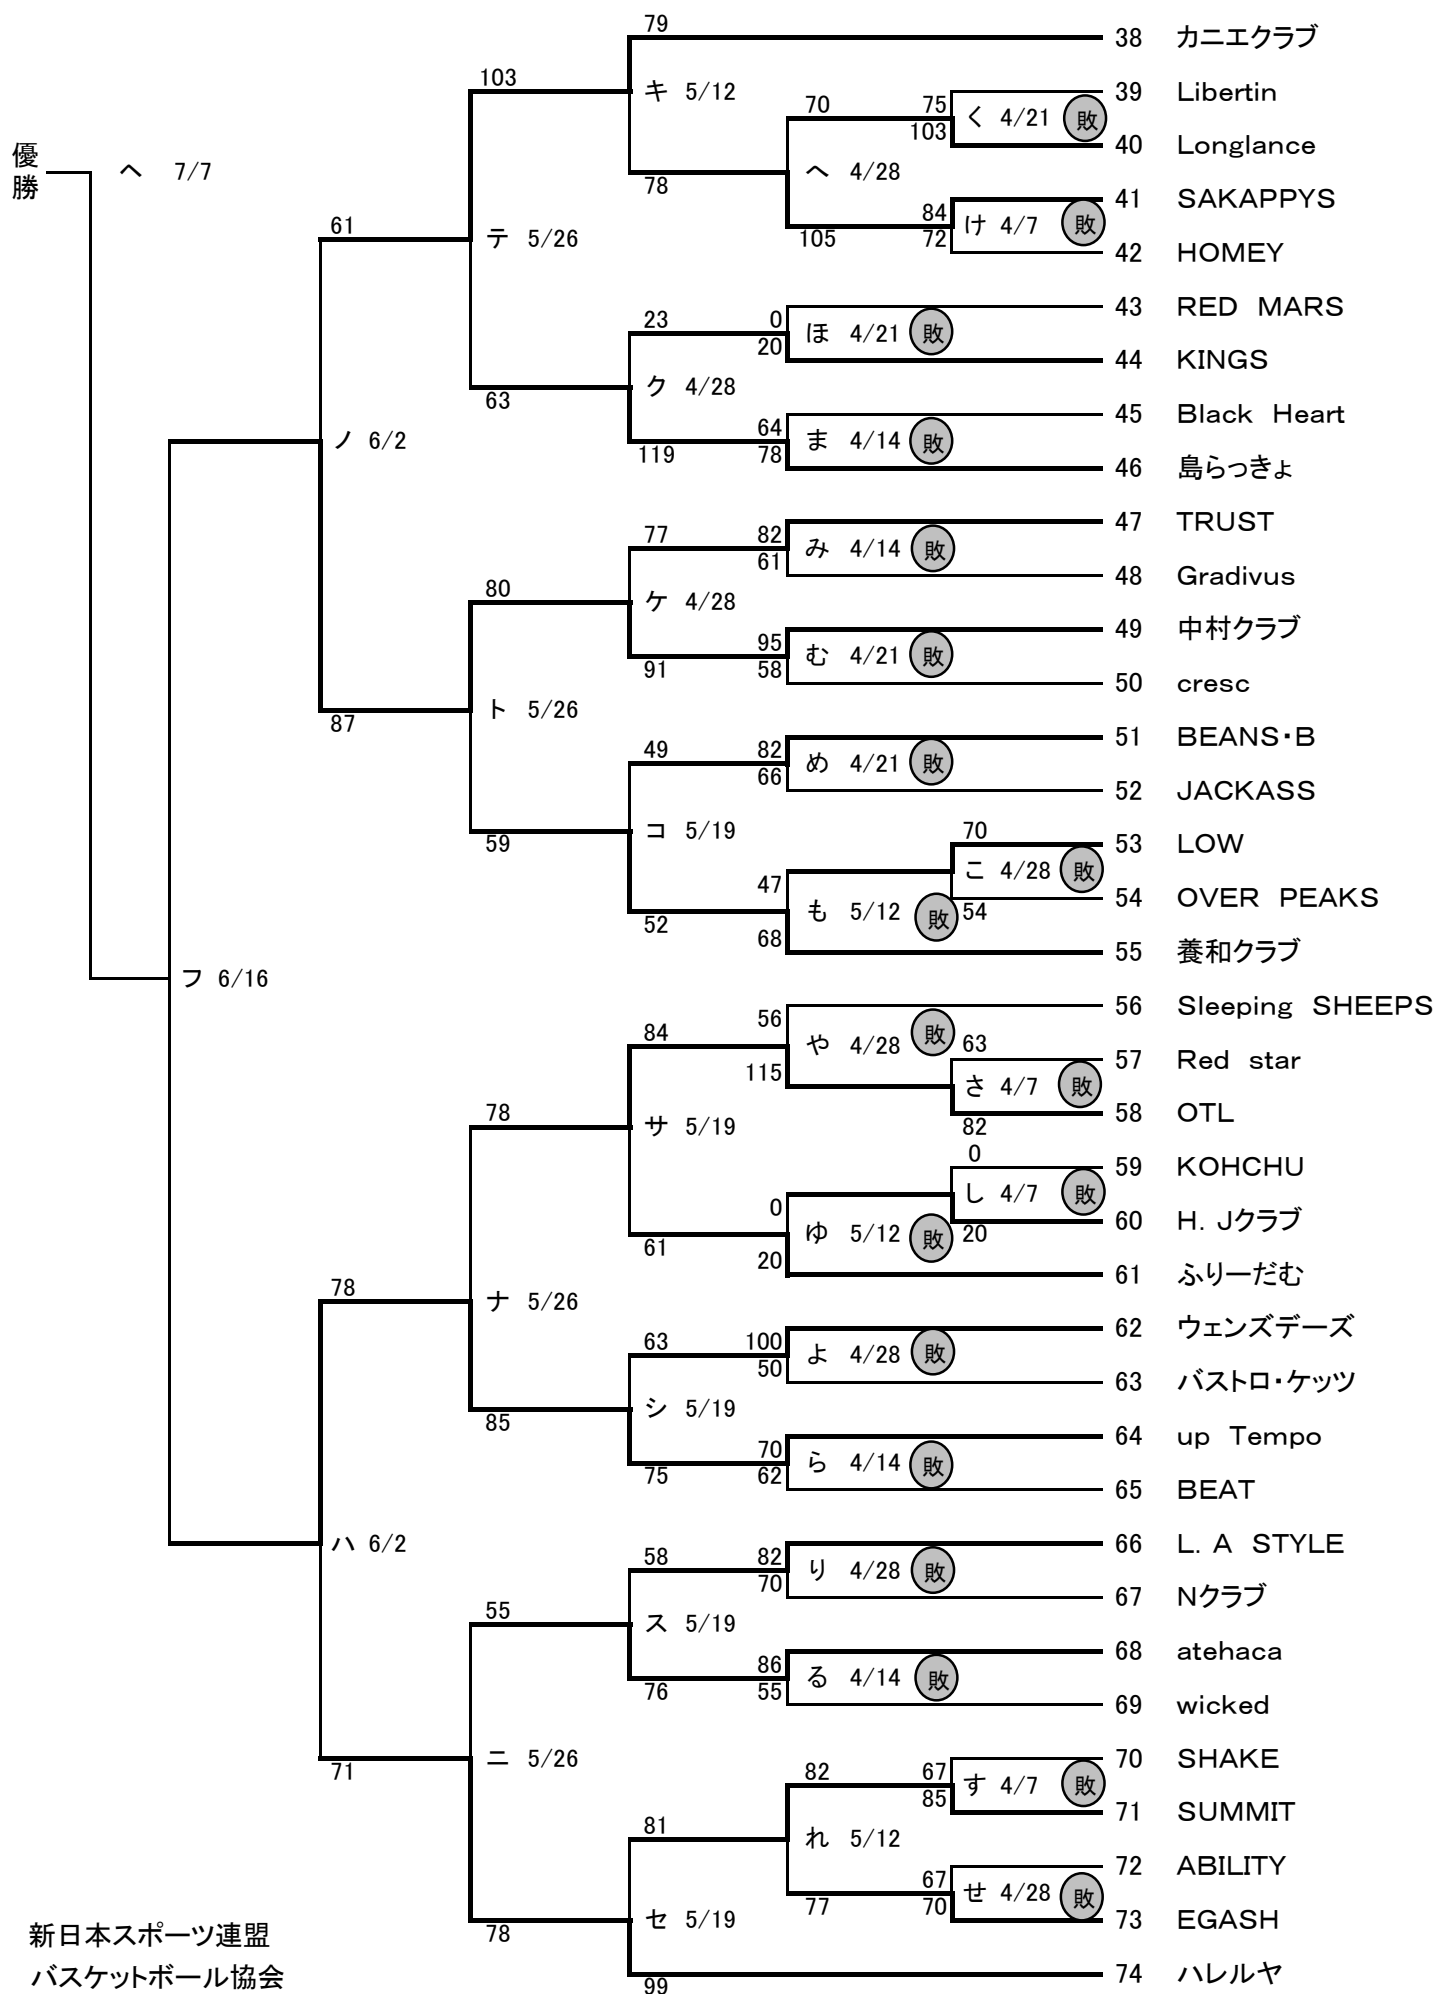 79
38 カニエクラブ
103
キ 5/12
39 Libertin
70
75
く 4/21 敗
103
40 Longlance
優勝
ヘ 7/7
へ 4/28
78
41 SAKAPPYS
84
け 4/7 敗
61
テ 5/26
105
72
42 HOMEY
43 RED MARS
23
0
ほ 4/21 敗
20
44 KINGS
ク 4/28
63
45 Black Heart
64
ま 4/14 敗
ノ 6/2
119
78
46 島らっきょ
47 TRUST
77
82
み 4/14 敗
61
48 Gradivus
80
ケ 4/28
49 中村クラブ
95
む 4/21 敗
91
58
50 cresc
87
ト 5/26
51 BEANS・B
49
82
め 4/21 敗
66
52 JACKASS
コ 5/19
59
70
53 LOW
こ 4/28 敗
47
54 OVER PEAKS
も 5/12 敗
54
52
68
55 養和クラブ
フ 6/16
56 Sleeping SHEEPS
84
56
や 4/28 敗
63
57 Red star
115
さ 4/7 敗
78
58 OTL
サ 5/19
82
0
59 KOHCHU
し 4/7 敗
0
60 H.Jクラブ
ゆ 5/12 敗
20
61
20
61 ふりーだむ
78
ナ 5/26
62 ウェンズデーズ
63
100
よ 4/28 敗
50
63 バストロ・ケッツ
シ 5/19
85
64 up Tempo
70
ら 4/14 敗
75
62
65 BEAT
ハ 6/2
66 L.A STYLE
58
82
り 4/28 敗
70
67 Nクラブ
55
ス 5/19
68 atehaca
86
る 4/14 敗
76
55
69 wicked
71
ニ 5/26
70 SHAKE
82
67
す 4/7 敗
85
71 SUMMIT
81
れ 5/12
72 ABILITY
67
せ 4/28 敗
77
70
73 EGASH
78
セ 5/19
99
74 ハレルヤ
新日本スポーツ連盟
バスケットボール協会